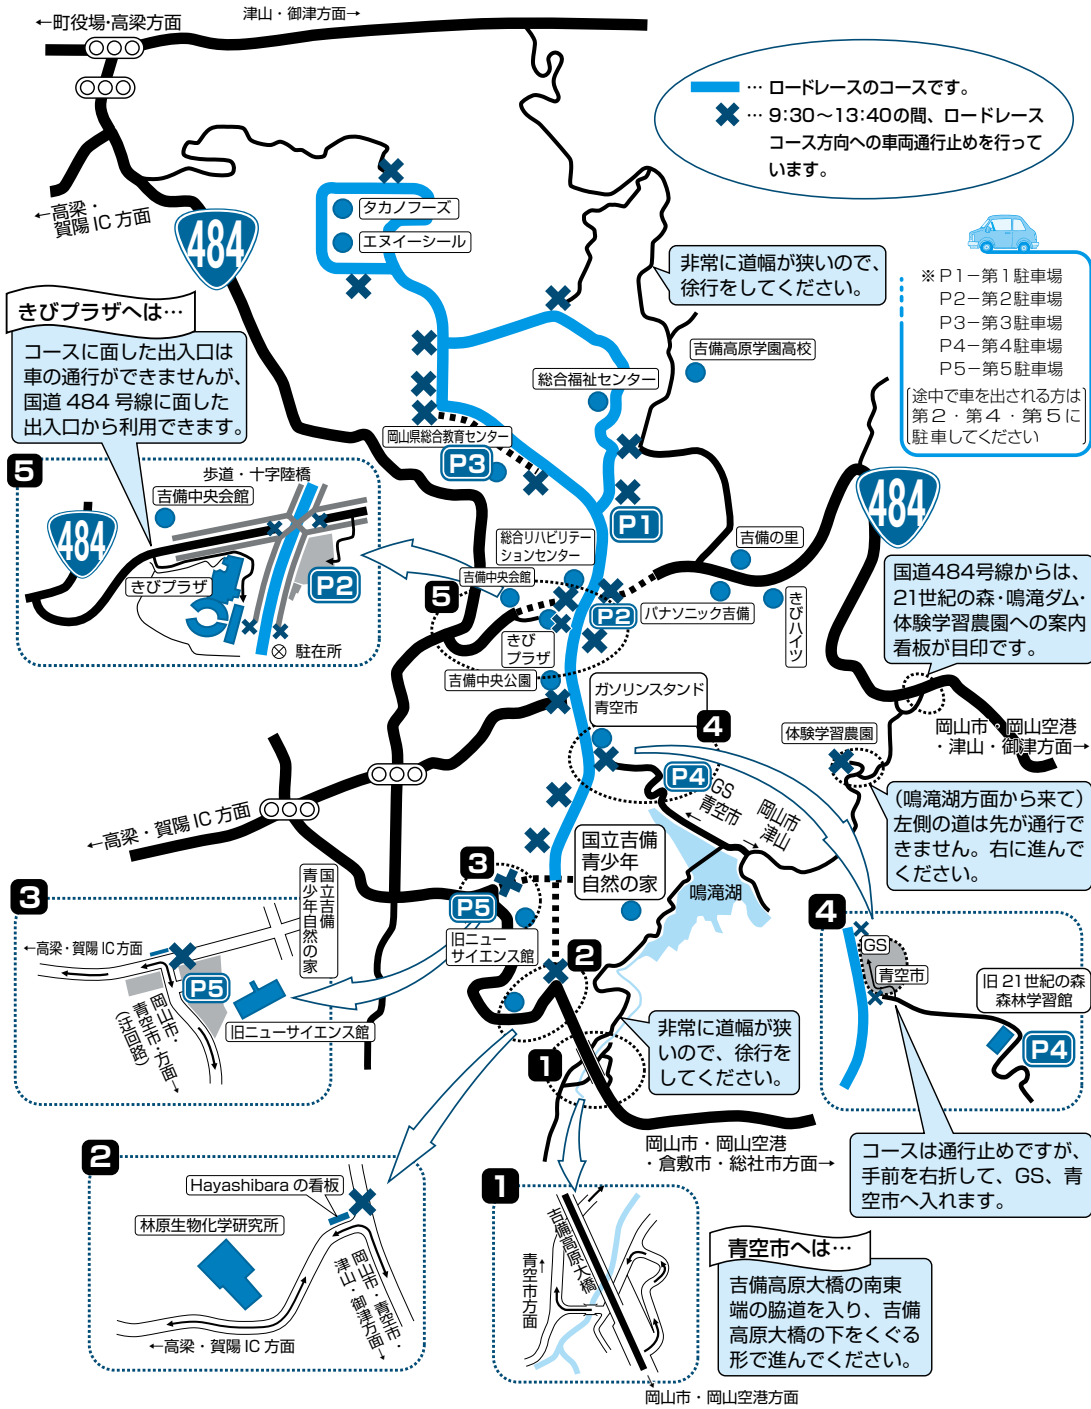 ←町役場・高梁方面
津山・御津方面→
… ロードレースのコースです。
… 9:30〜13:40の間、ロードレース
コース方向への車両通行止めを行って
います。
←高梁・
賀陽 IC 方面
484
タカノフーズ
エヌイーシール
非常に道幅が狭いので、
徐行をしてください。
※P1−第1駐車場
P2−第2駐車場
P3−第3駐車場
P4−第4駐車場
P5−第5駐車場
途中で車を出される方は
第2・第4・第5に
駐車してください
きびプラザへは…
コースに面した出入口は
車の通行ができませんが、
国道 484 号線に面した
出入口から利用できます。
吉備高原学園高校
総合福祉センター
岡山県総合教育センター
P3
5
歩道・十字陸橋
吉備中央会館
484
きびプラザ
P2
駐在所
P1
484
総合リハビリテ
ーションセンター
吉備の里
吉備中央会館
5
P2
パナソニック吉備
きびハイツ
きび
プラザ
吉備中央公園
国道484号線からは、
21世紀の森・鳴滝ダム・
体験学習農園への案内
看板が目印です。
ガソリンスタンド
青空市
4
体験学習農園
岡山市・岡山空港
・津山・御津方面→
P4
GS
青空市
岡山市
津山
←高梁・賀陽 IC 方面
(鳴滝湖方面から来て)
左側の道は先が通行で
きません。右に進んで
ください。
国立吉備
青少年
自然の家
鳴滝湖
3
P5
旧ニュー
サイエンス館
3
国立吉備
青少年自然の家
←高梁・賀陽 IC 方面
P5
旧ニューサイエンス館
岡山市・
青空市・方面→
(迂回路)
2
4
GS
青空市
旧 21世紀の森
森林学習館
P4
非常に道幅が狭
いので、徐行を
してください。
1
岡山市・岡山空港
・倉敷市・総社市方面→
コースは通行止めですが、
手前を右折して、GS、青
空市へ入れます。
2
Hayashibara の看板
林原生物化学研究所
岡山市・青空市・
津山・御津方面→
←高梁・賀陽 IC 方面
1
吉備高原大橋
青空市方面→
岡山市・岡山空港方面
青空市へは…
吉備高原大橋の南東
端の脇道を入り、吉備
高原大橋の下をくぐる
形で進んでください。